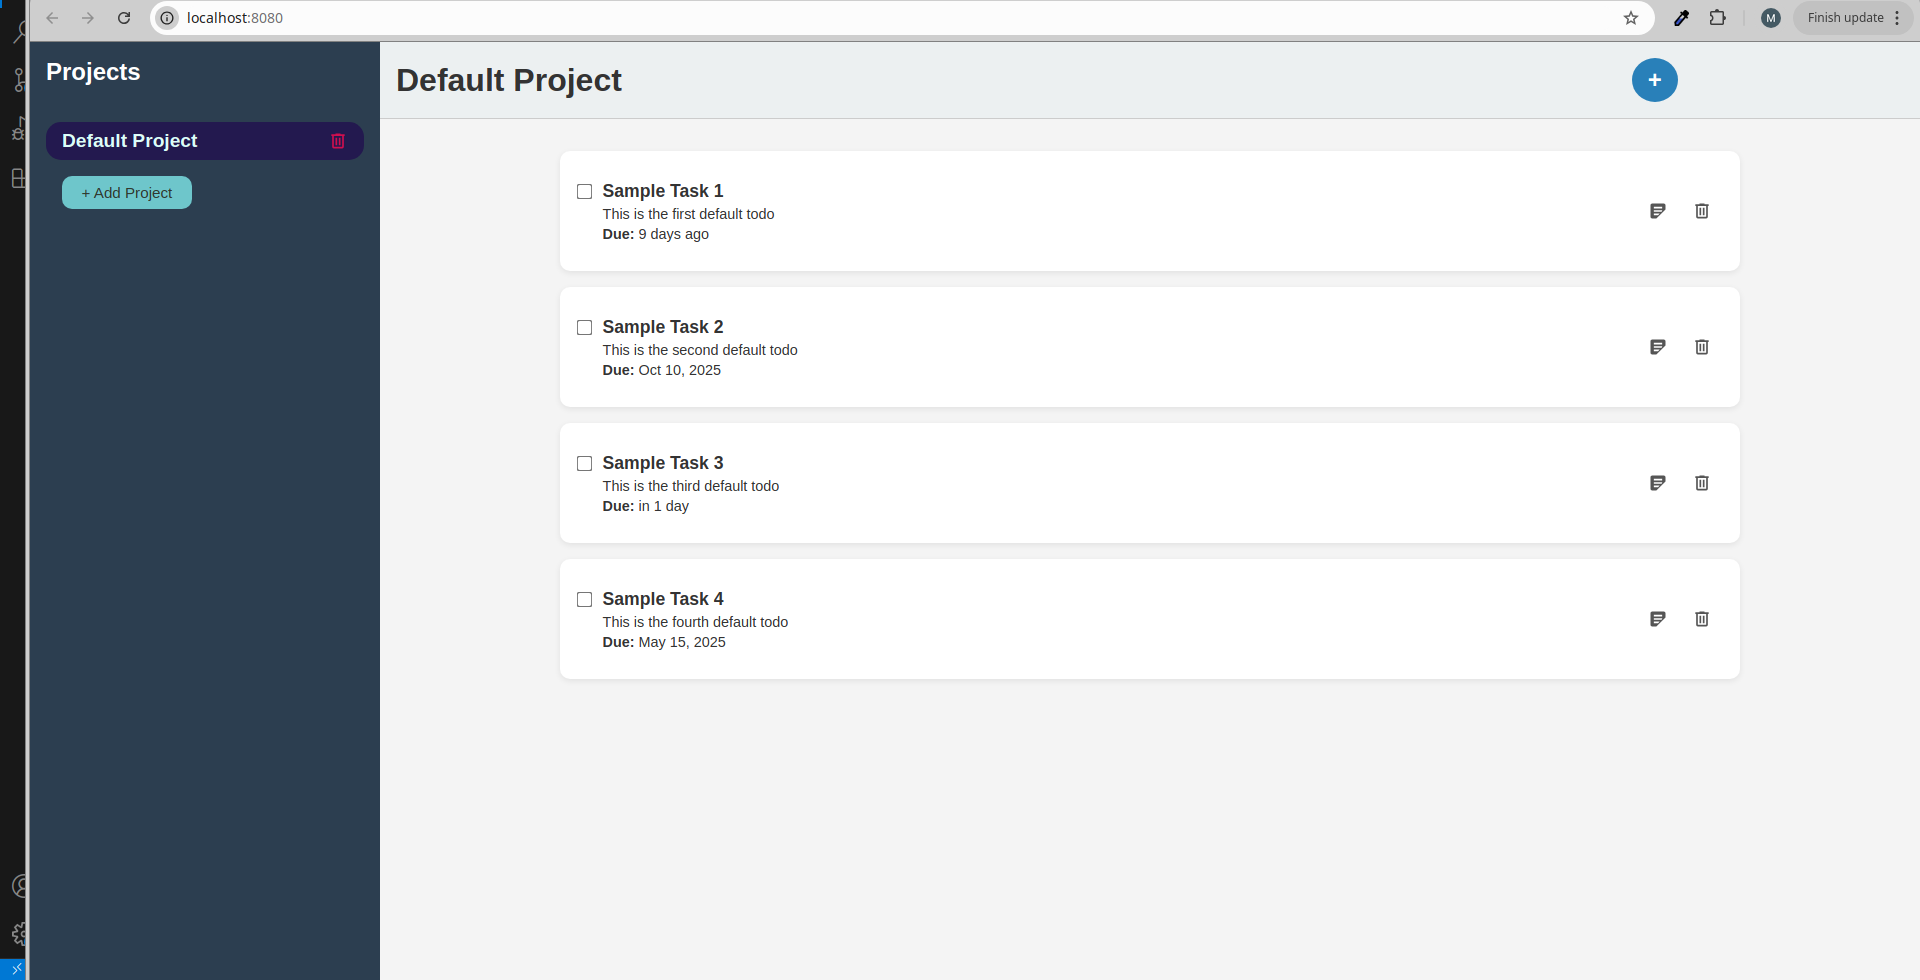 localhost:8080
M
Finish update
Projects
Default Project
+ Add Project
Default Project
+
Sample Task 1
This is the first default todo
Due: 9 days ago
Sample Task 2
This is the second default todo
Due: Oct 10, 2025
Sample Task 3
This is the third default todo
Due: in 1 day
Sample Task 4
This is the fourth default todo
Due: May 15, 2025